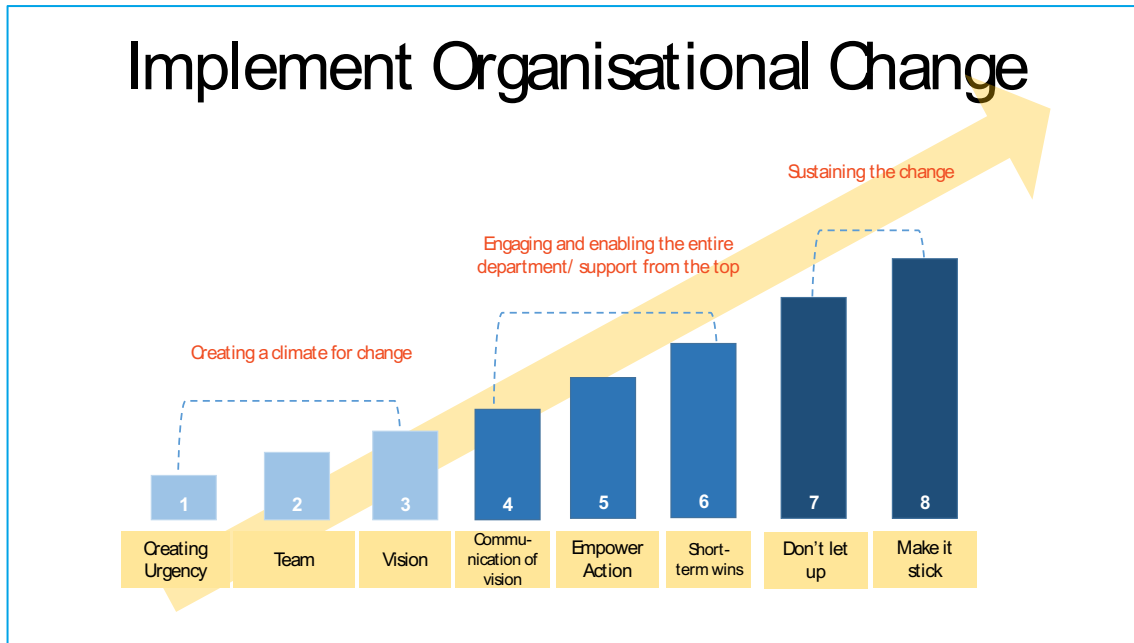 Implement Organisational Change
Sustaining the change
Engaging and enabling the entire
department/ support from the top
Creating a climate for change
1
2
3
4
5
6
7
8
Creating
Urgency
Team
Vision
Commu-
nication of
vision
Empower
Action
Short-
term wins
Don't let
up
Make it
stick